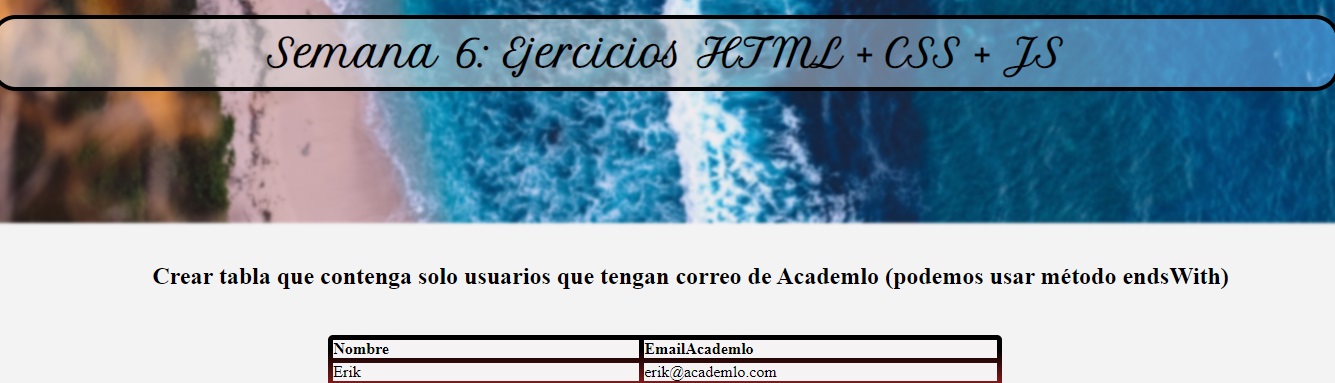 Semana 6: Ejercicios HTML + CSS + JS
Crear tabla que contenga solo usuarios que tengan correo de Academlo (podemos usar método endsWith)
Nombre EmailAcademlo
Erik erik@academlo.com